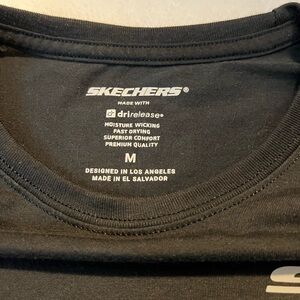 SKECHERS®
MADE WITH
drirelease®
MOISTURE WICKING
FAST DRYING
SUPERIOR COMFORT
PREMIUM QUALITY
M
DESIGNED IN LOS ANGELES
MADE IN EL SALVADOR